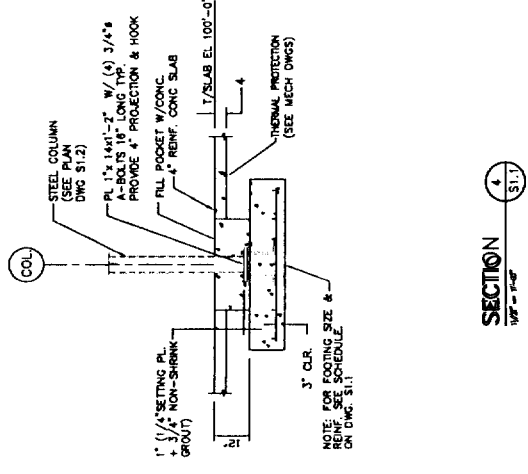 COL.
STEEL COLUMN
(SEE PLAN
DWG S1.2)
PL 1"x 14x1'-2" W/ (4) 3/4"ø
A-BOLTS 16" LONG TYP.
PROVIDE 4" PROJECTION & HOOK
FILL POCKET W/CONC.
4" REINF. CONC SLAB
T/SLAB EL 100'-0"
4
THERMAL PROTECTION
(SEE MECH DWGS)
1" (1/4"SETTING PL.
+ 3/4" NON-SHRINK
GROUT)
12"
3" CLR.
NOTE: FOR FOOTING SIZE &
REINF. SEE SCHEDULE.
ON DWG. S1.1
SECTION
4
S1.1